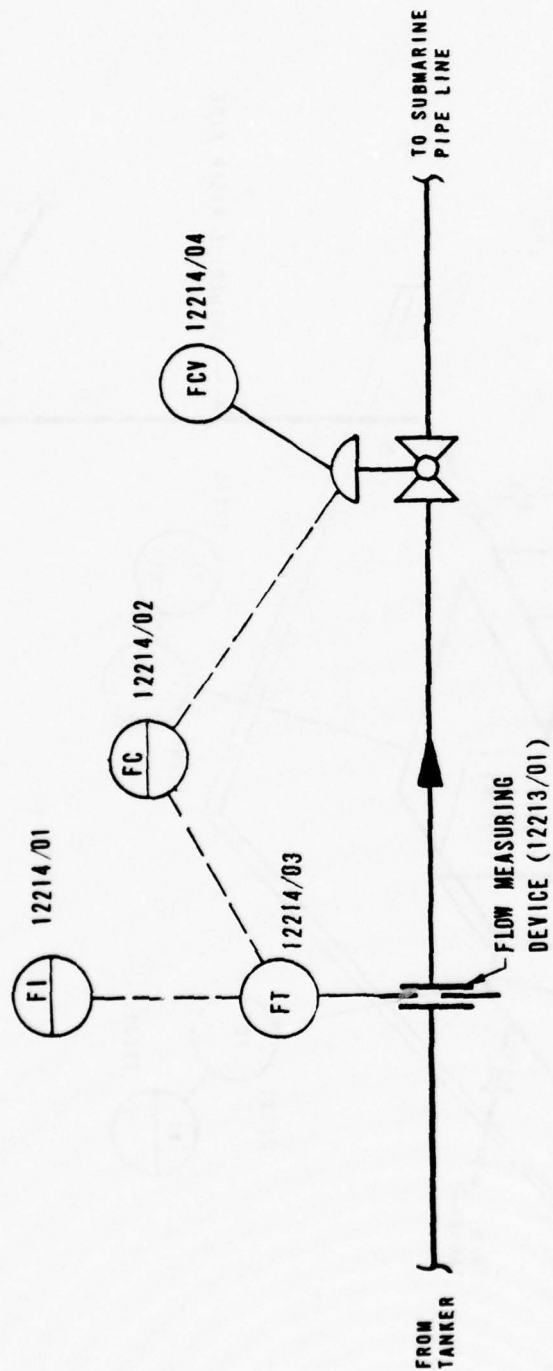 FI
12214/01
FC
12214/02
FCV
12214/04
FT
12214/03
FROM
TANKER
FLOW MEASURING
DEVICE (12213/01)
TO SUBMARINE
PIPE LINE